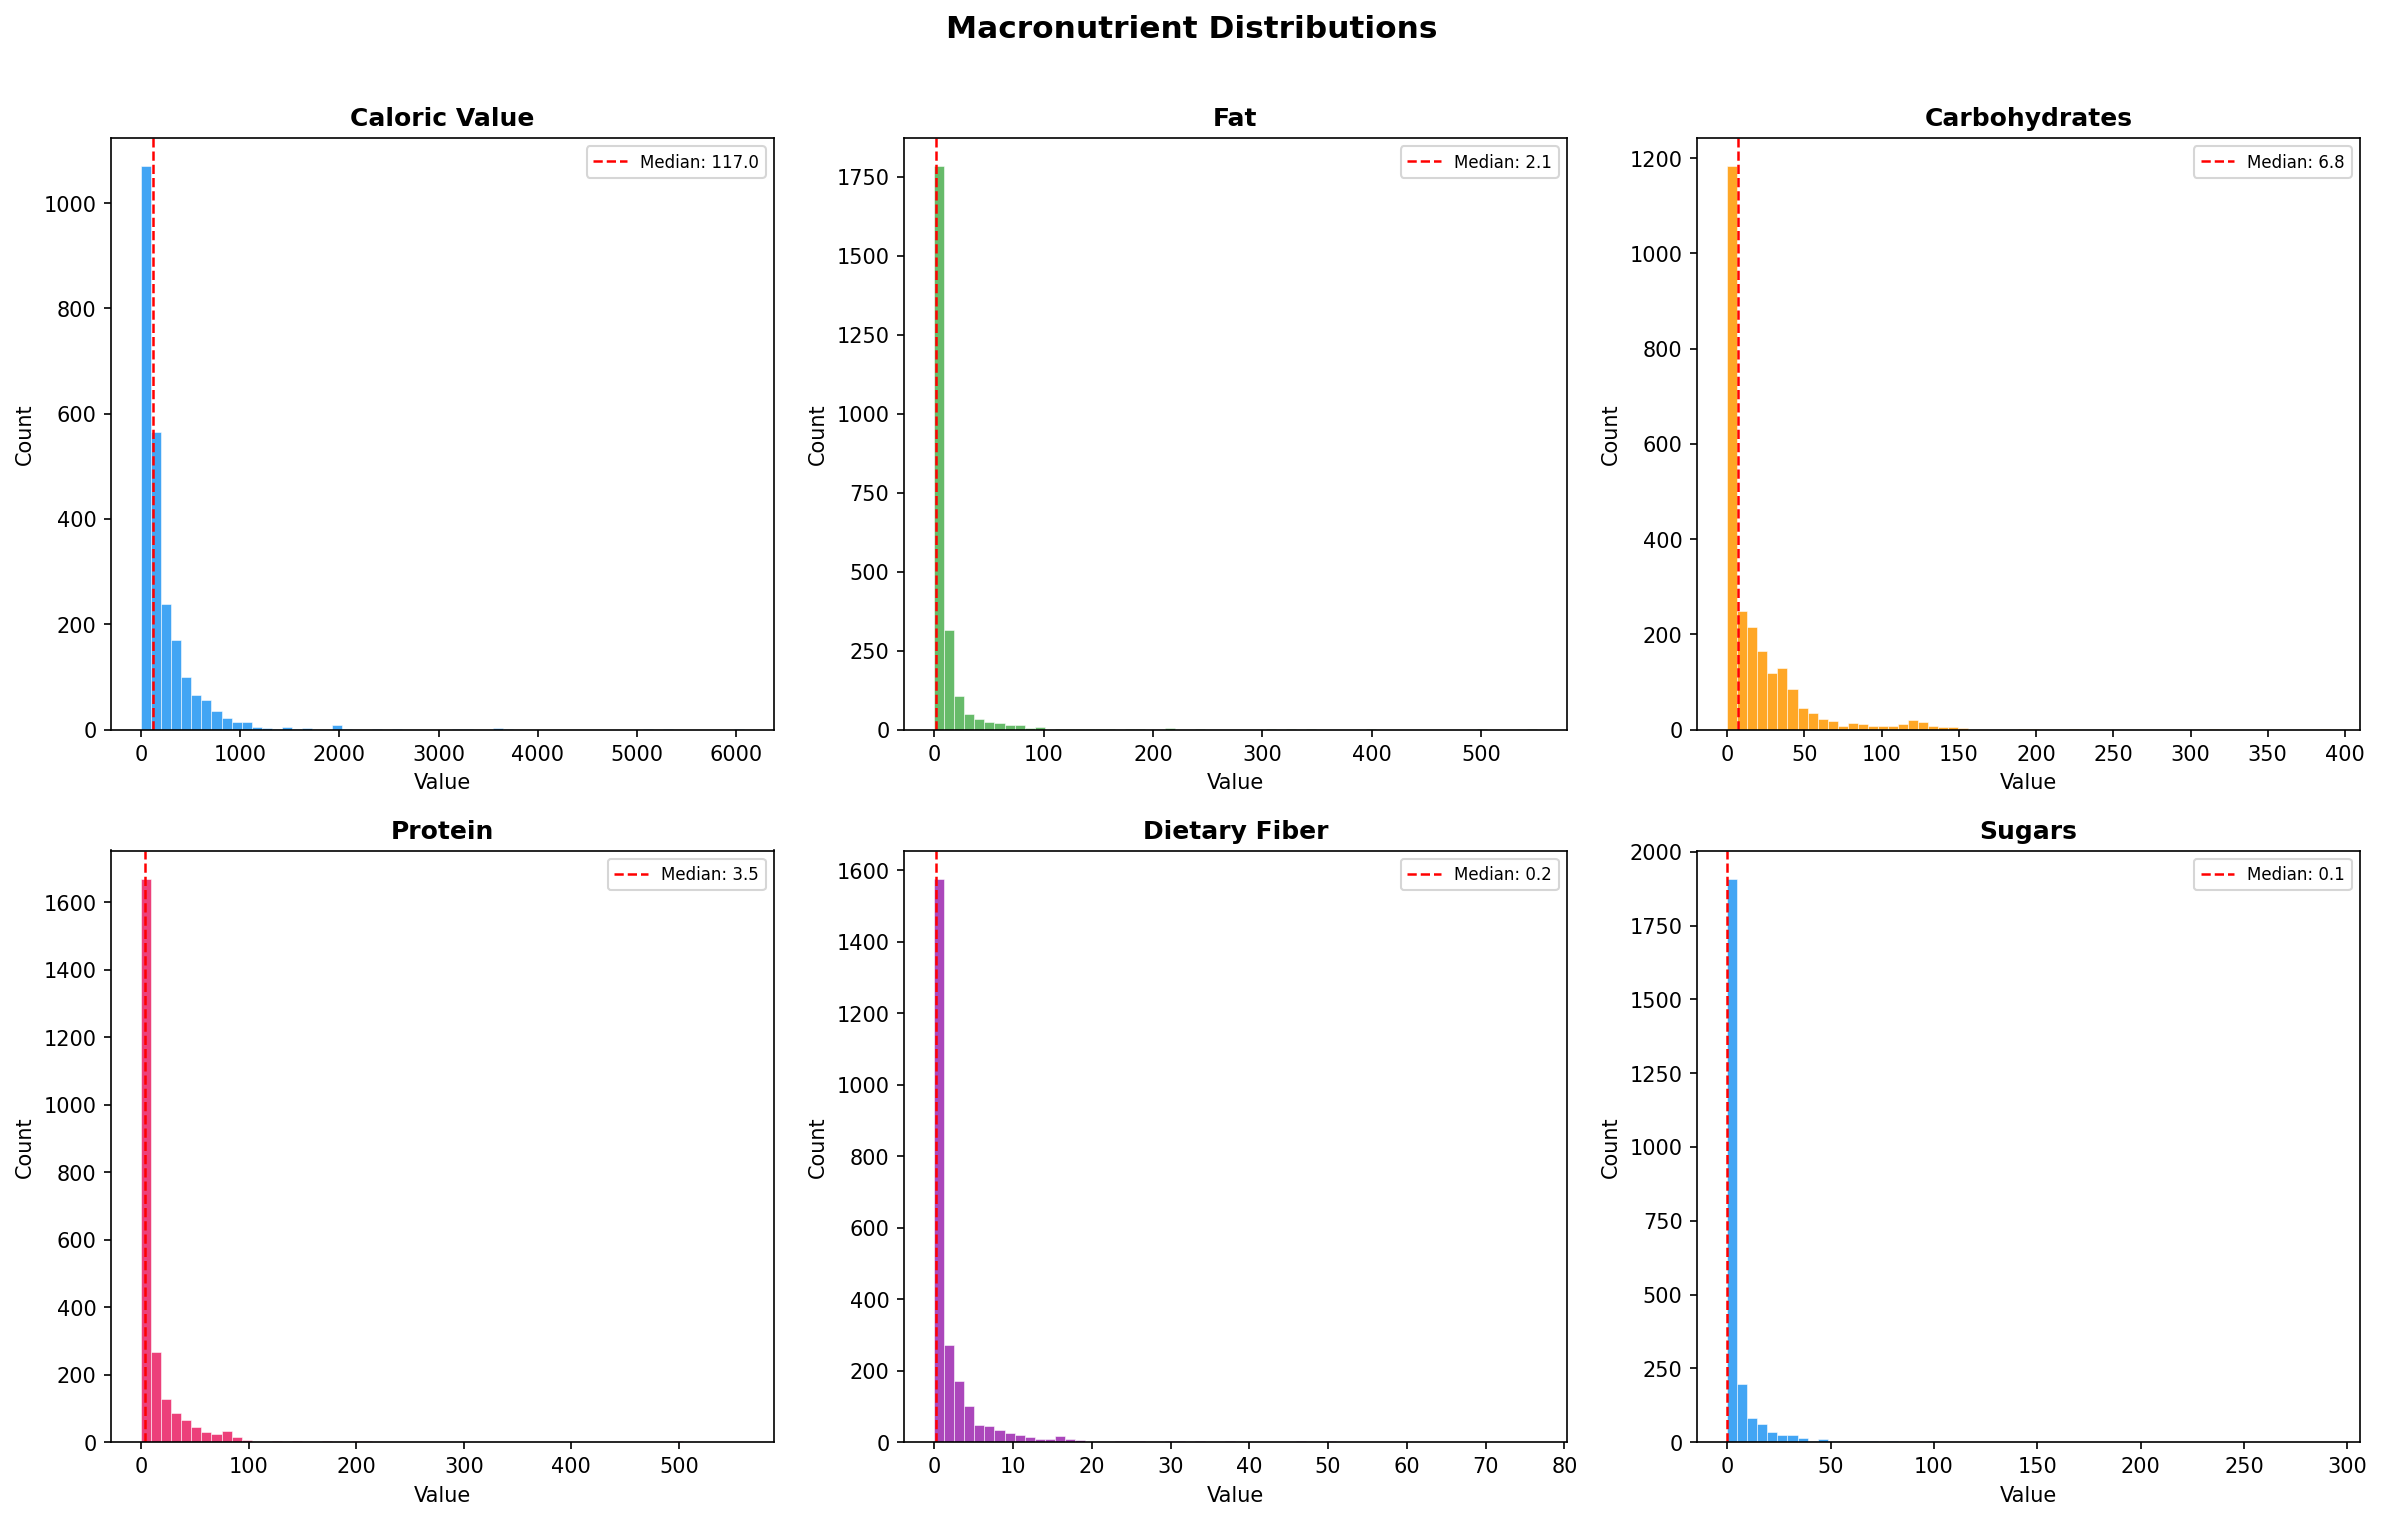 Macronutrient Distributions
Caloric Value
Median: 117.0
Count
1000
800
600
400
200
0
0 1000 2000 3000 4000 5000 6000
Value
Fat
Median: 2.1
Count
1750
1500
1250
1000
750
500
250
0
0 100 200 300 400 500
Value
Carbohydrates
Median: 6.8
Count
1200
1000
800
600
400
200
0
0 50 100 150 200 250 300 350 400
Value
Protein
Median: 3.5
Count
1600
1400
1200
1000
800
600
400
200
0
0 100 200 300 400 500
Value
Dietary Fiber
Median: 0.2
Count
1600
1400
1200
1000
800
600
400
200
0
0 10 20 30 40 50 60 70 80
Value
Sugars
Median: 0.1
Count
2000
1750
1500
1250
1000
750
500
250
0
0 50 100 150 200 250 300
Value